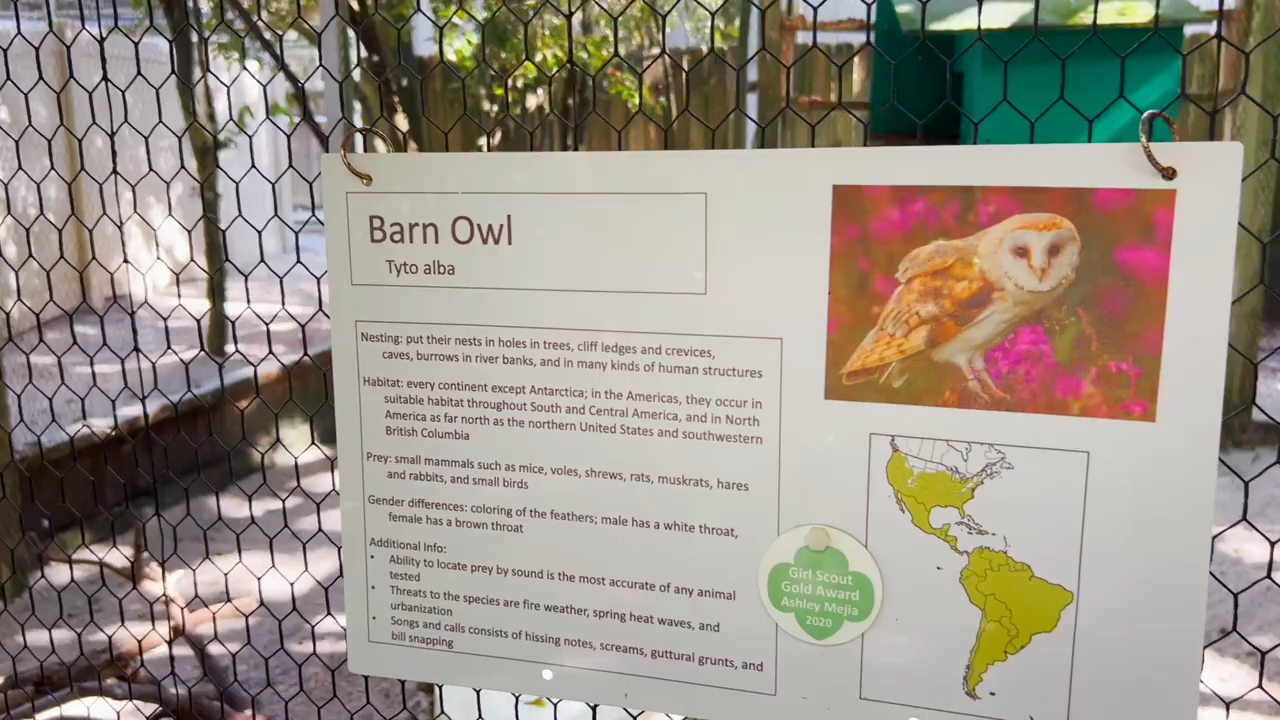 Barn Owl
Tyto alba
Nesting: put their nests in holes in trees, cliff ledges and crevices,
caves, burrows in river banks, and in many kinds of human structures
Habitat: every continent except Antarctica; in the Americas, they occur in
suitable habitat throughout South and Central America, and in North
America as far north as the northern United States and southwestern
British Columbia
Prey: small mammals such as mice, voles, shrews, rats, muskrats, hares
and rabbits, and small birds
Gender differences: coloring of the feathers; male has a white throat,
female has a brown throat
Additional Info:
• Ability to locate prey by sound is the most accurate of any animal
tested
• Threats to the species are fire weather, spring heat waves, and
urbanization
• Songs and calls consists of hissing notes, screams, guttural grunts, and
bill snapping
Girl Scout
Gold Award
Ashley Mejia
2020